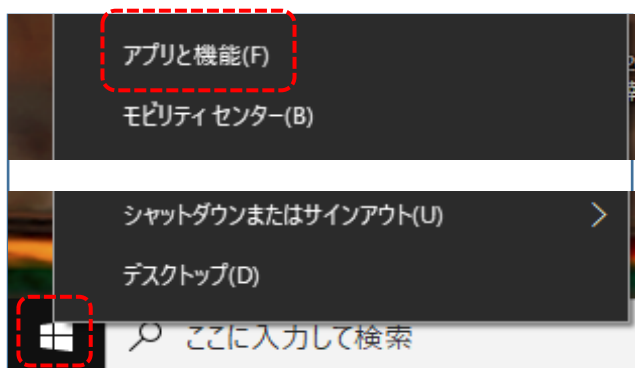 アプリと機能(F)
モビリティ センター(B)
シャットダウンまたはサインアウト(U)
デスクトップ(D)
ここに入力して検索